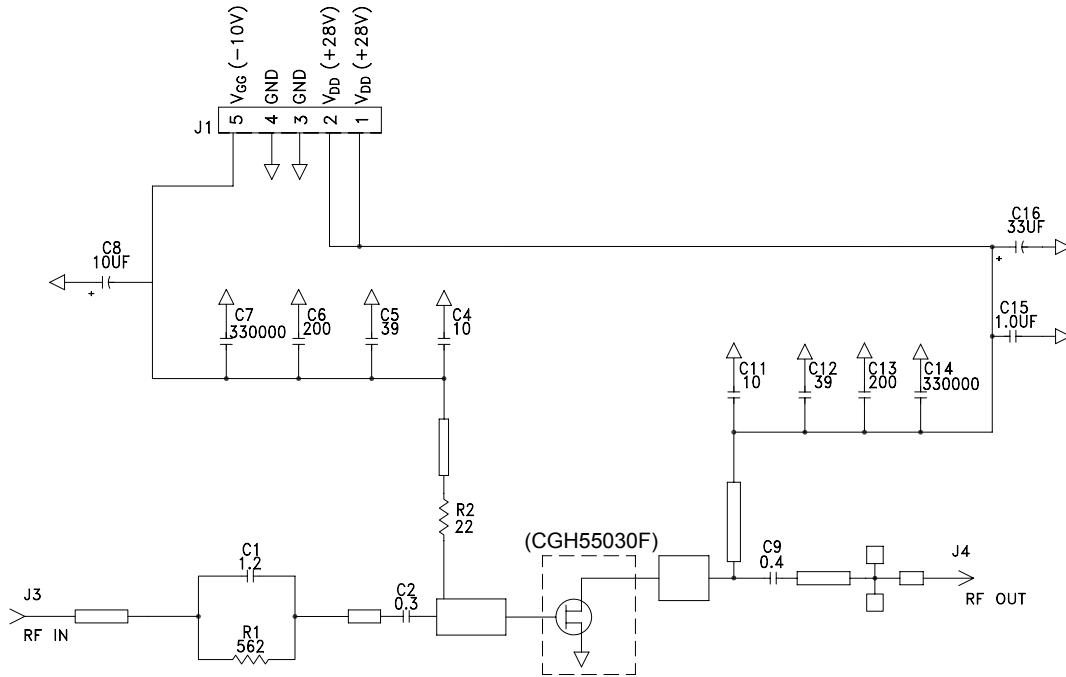 VGG (-10V)
GND
GND
VDD (+28V)
VDD (+28V)
J1
5
4
3
2
1
C8
10UF
+
C16
33UF
+
C15
1.0UF
C7
330000
C6
200
C5
39
C4
10
C11
10
C12
39
C13
200
C14
330000
R2
22
(CGH55030F)
C1
1.2
C9
0.4
J4
RF OUT
J3
RF IN
C2
0.3
R1
562